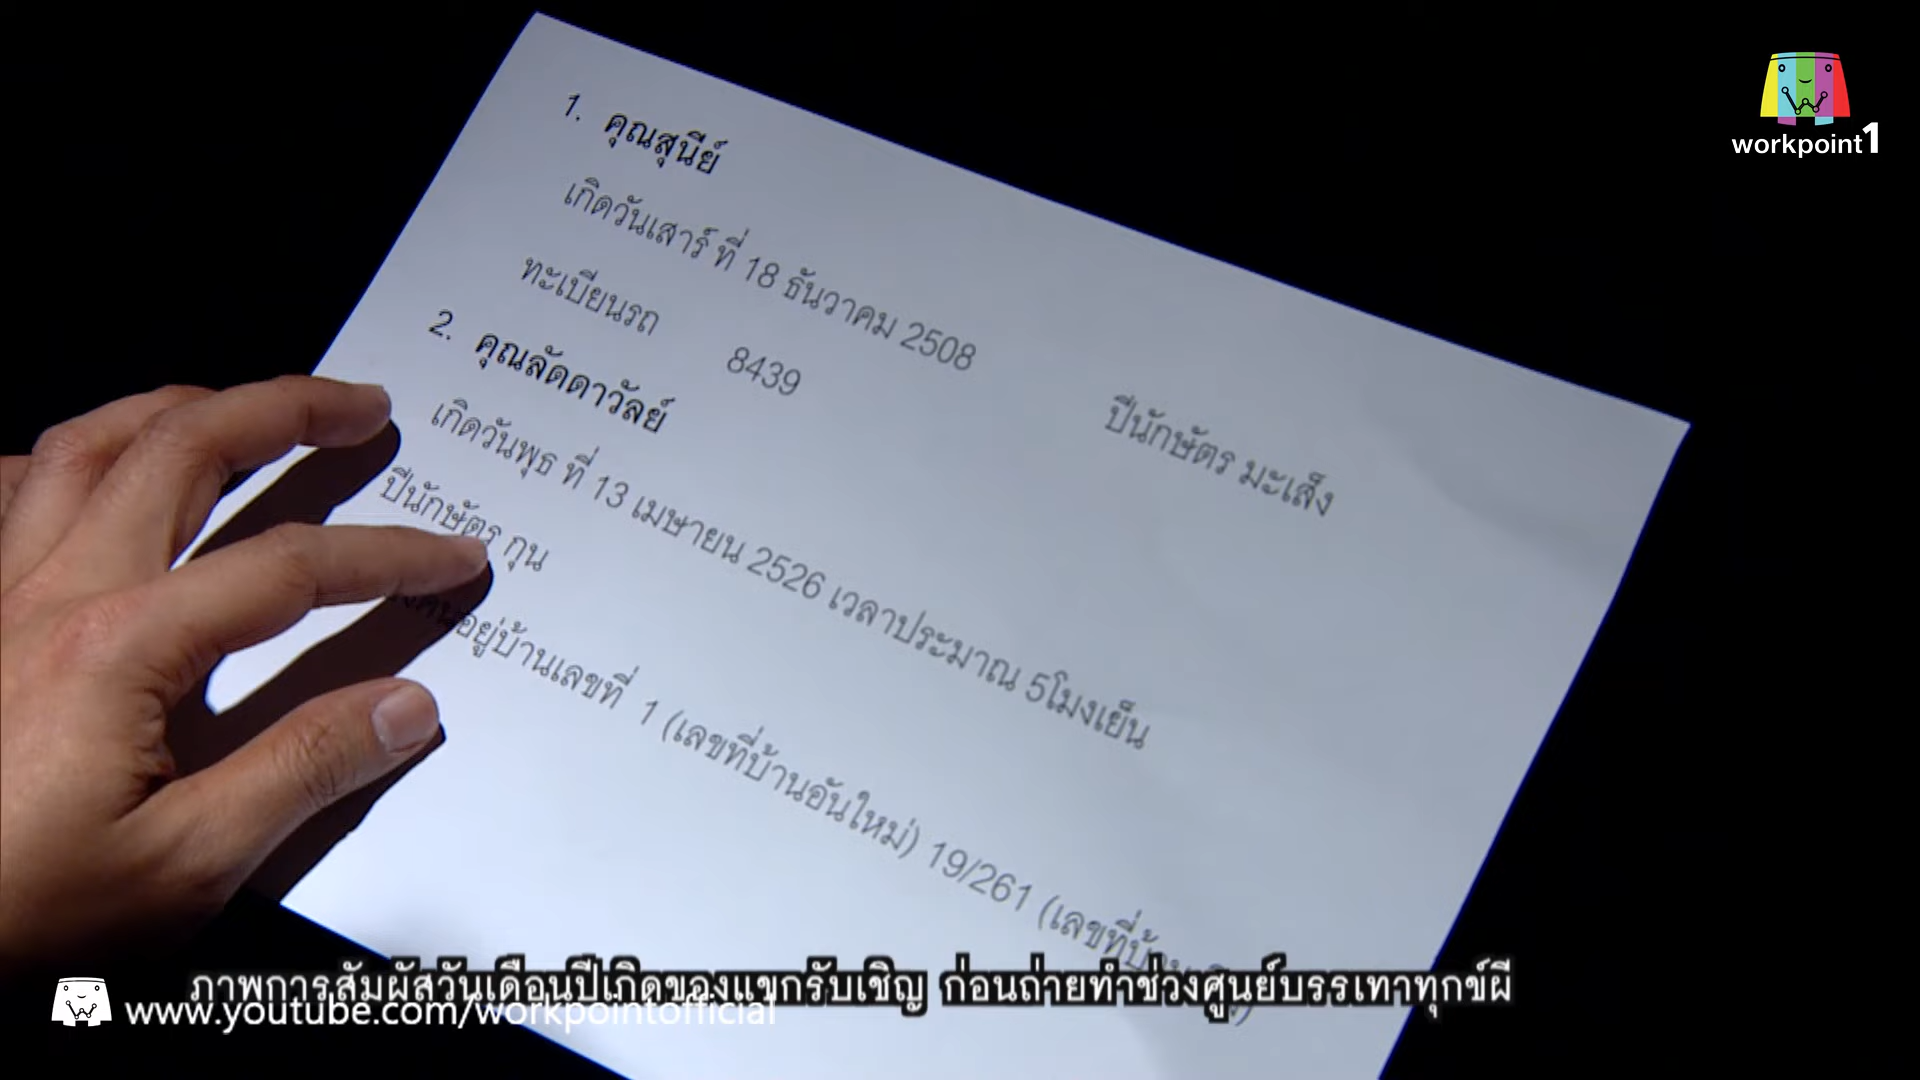 workpoint1
1. คุณสุนีย์
เกิดวันเสาร์ ที่ 18 ธันวาคม 2508 ปีนักษัตร มะเส็ง
ทะเบียนรถ 8439
2. คุณลัดดาวัลย์
เกิดวันพุธ ที่ 13 เมษายน 2526 เวลาประมาณ 5โมงเย็น
ปีนักษัตร กุน
อยู่บ้านเลขที่ 1 (เลขที่บ้านอันใหม่) 19/261 (เลขที่
ภาพการสัมผัสวันเดือนปีเกิดของแขกรับเชิญ ก่อนถ่ายทำช่วงศูนย์บรรเทาทุกข์ผี
www.youtube.com/workpointofficial